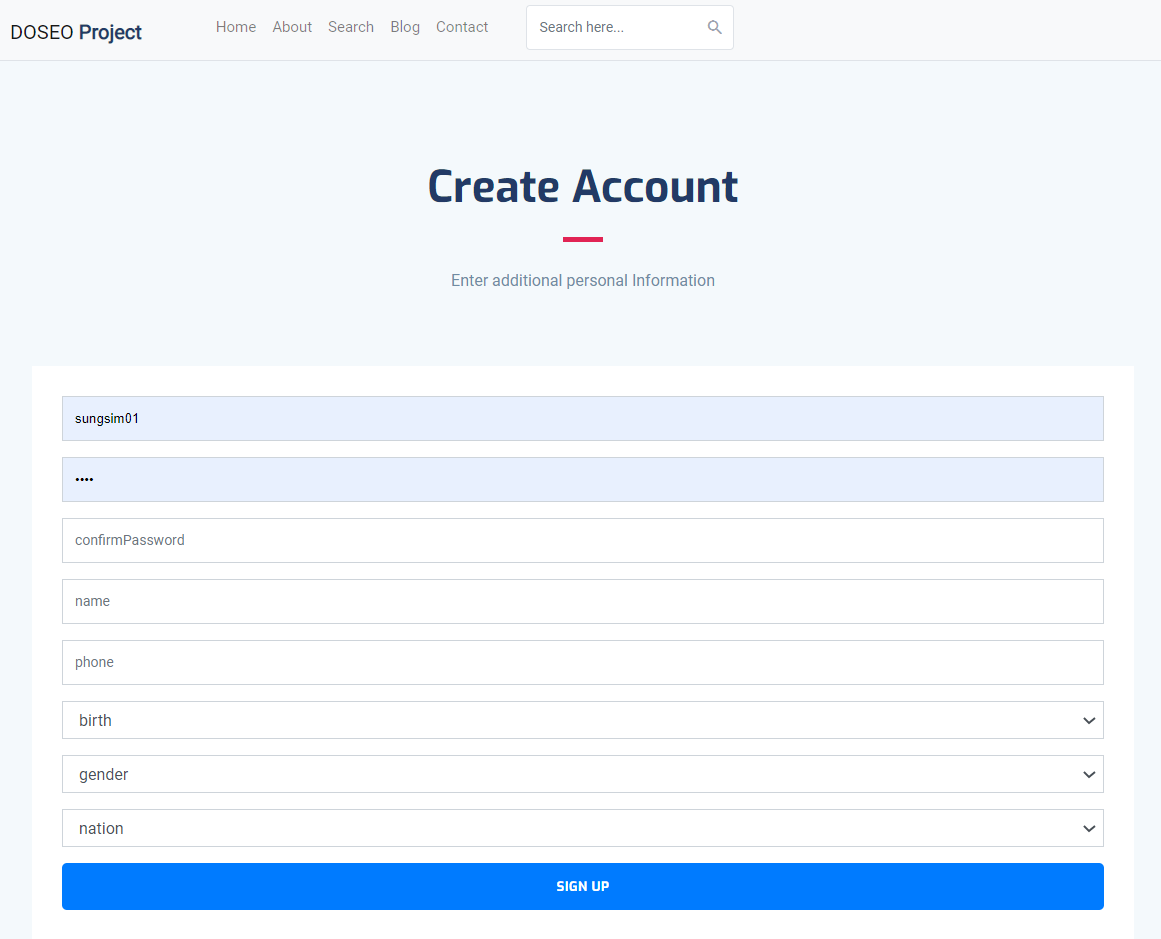 DOSEO Project
Home About Search Blog Contact
Search here...
Create Account
Enter additional personal Information
sungsim01
••••
confirmPassword
name
phone
birth
gender
nation
SIGN UP